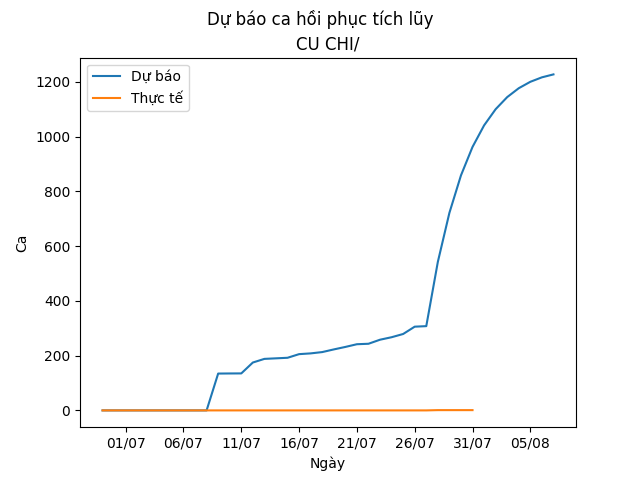 Dự báo ca hồi phục tích lũy
CU CHI/
Dự báo
Thực tế
1200
1000
800
600
400
200
0
Ca
01/07 06/07 11/07 16/07 21/07 26/07 31/07 05/08
Ngày